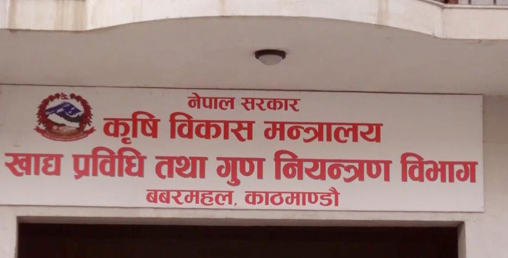 नेपाल सरकार
कृषि विकास मन्त्रालय
खाद्य प्रविधि तथा गुण नियन्त्रण विभाग
बबरमहल, काठमाण्डौ